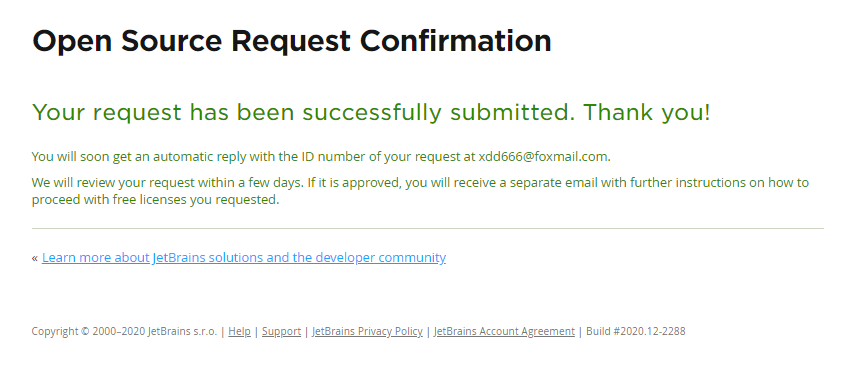 Open Source Request Confirmation
Your request has been successfully submitted. Thank you!
You will soon get an automatic reply with the ID number of your request at xdd666@foxmail.com.
We will review your request within a few days. If it is approved, you will receive a separate email with further instructions on how to
proceed with free licenses you requested.
« Learn more about JetBrains solutions and the developer community
Copyright © 2000–2020 JetBrains s.r.o. | Help | Support | JetBrains Privacy Policy | JetBrains Account Agreement | Build #2020.12-2288